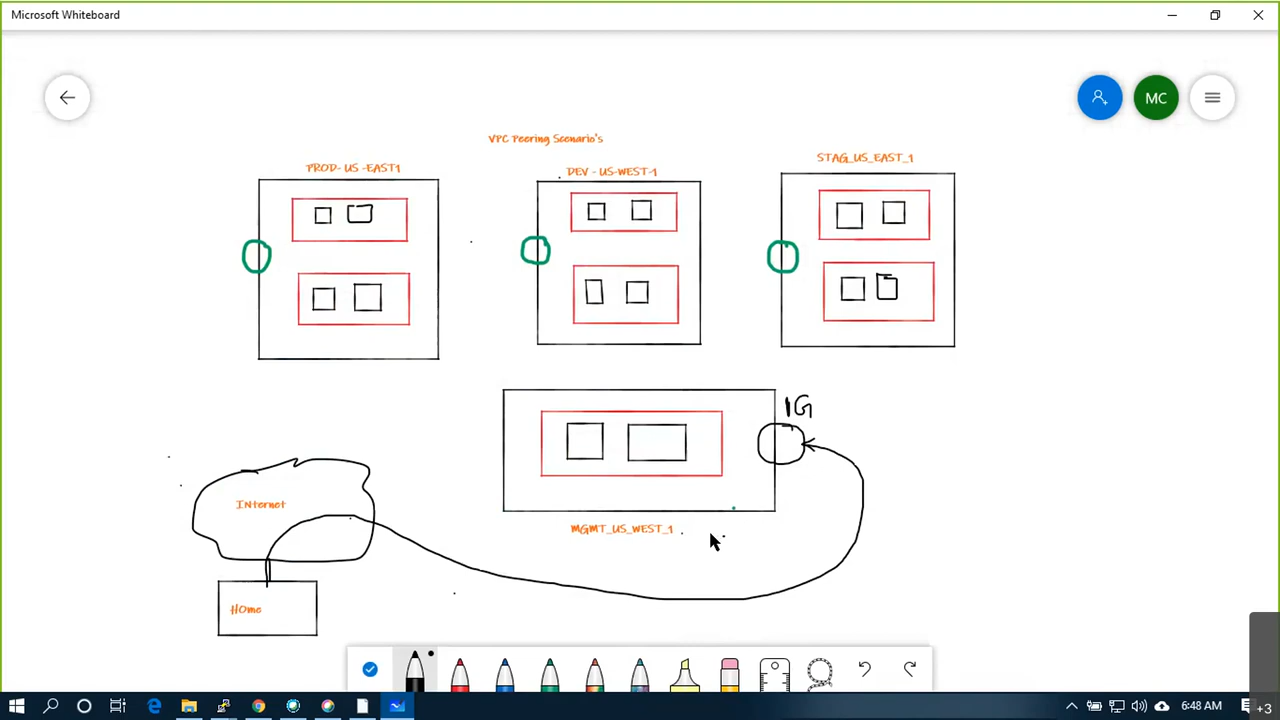 Microsoft Whiteboard
MC
VPC Peering Scenario's
PROD- US -EAST1
DEV - US-WEST-1
STAG_US_EAST_1
IG
INternet
MGMT_US_WEST_1
HOme
6:48 AM
+3